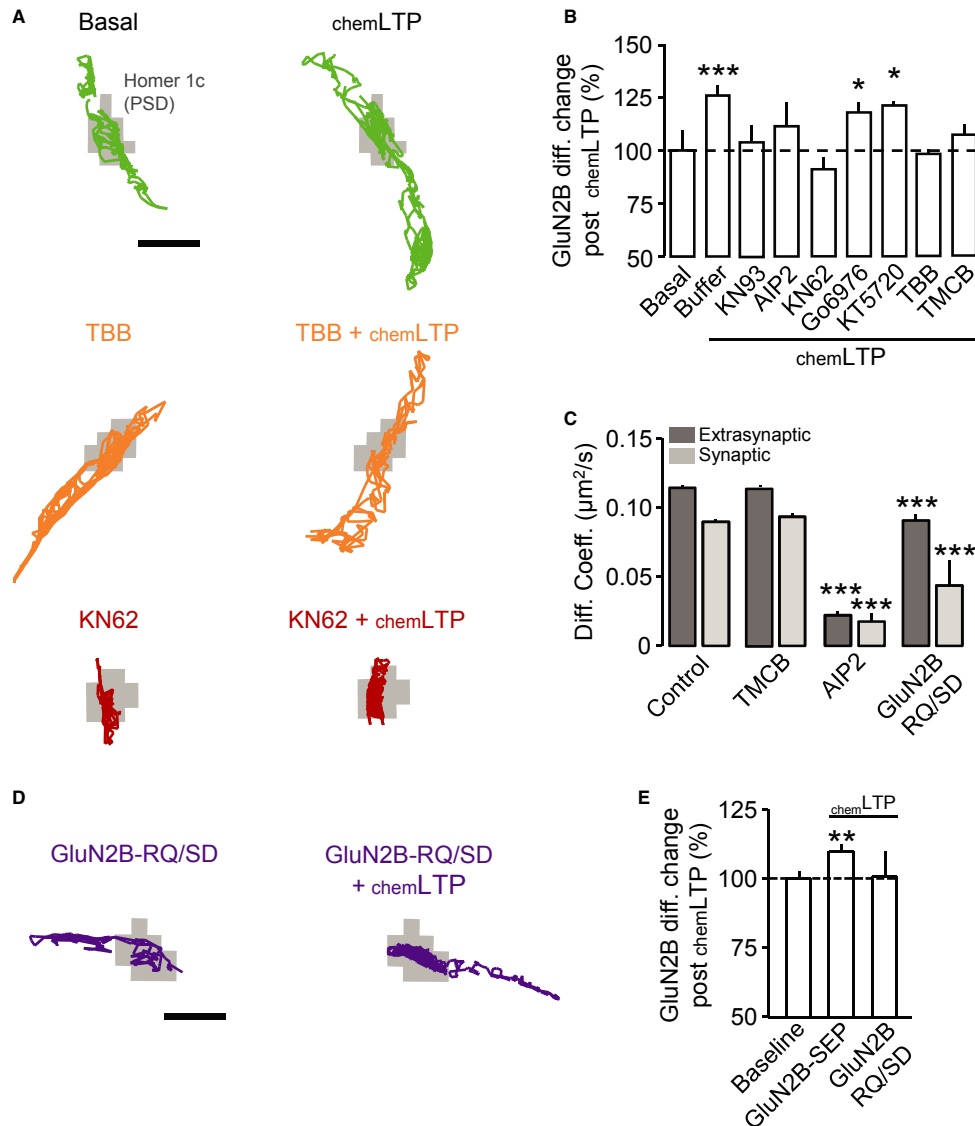 A
Basal
chemLTP
Homer 1c
(PSD)
TBB
TBB + chemLTP
KN62
KN62 + chemLTP
B
GluN2B diff. change
post chemLTP (%)
150
125
100
75
50
***
*
*
Basal
Buffer
KN93
AIP2
KN62
Go6976
KT5720
TBB
TMCB
chemLTP
C
Extrasynaptic
Synaptic
Diff. Coeff. (μm²/s)
0.15
0.10
0.05
0
***
***
***
***
Control
TMCB
AIP2
GluN2B
RQ/SD
D
GluN2B-RQ/SD
GluN2B-RQ/SD
+ chemLTP
E
GluN2B diff. change
post chemLTP (%)
125
100
75
50
chemLTP
**
Baseline
GluN2B-SEP
GluN2B
RQ/SD